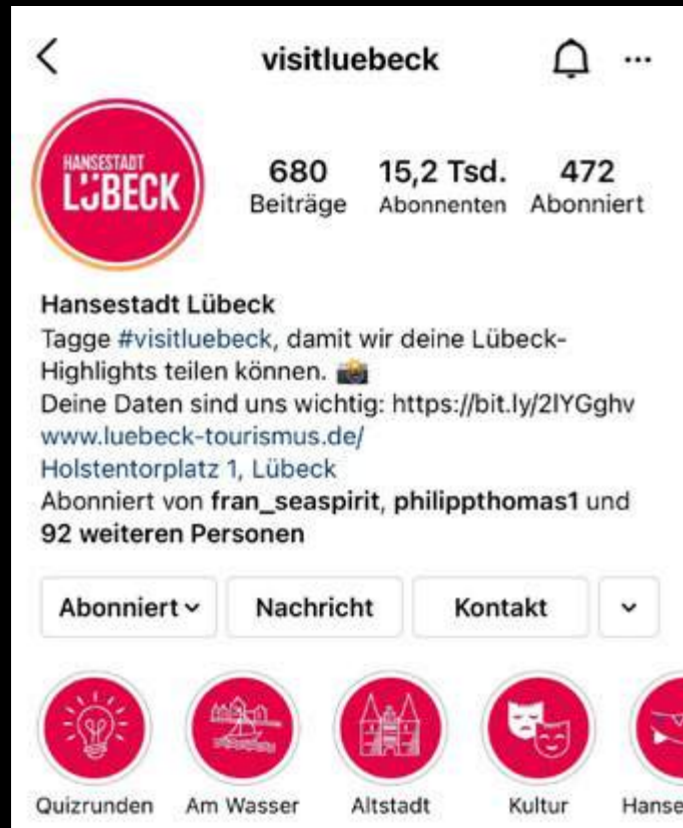 visitluebeck
HANSESTADT
LÜBECK
680 15,2 Tsd. 472
Beiträge Abonnenten Abonniert
Hansestadt Lübeck
Tagge #visitluebeck, damit wir deine Lübeck-
Highlights teilen können.
Deine Daten sind uns wichtig: https://bit.ly/2IYGghv
www.luebeck-tourismus.de/
Holstentorplatz 1, Lübeck
Abonniert von fran_seaspirit, philippthomas1 und
92 weiteren Personen
Abonniert Nachricht Kontakt
Quizrunden Am Wasser Altstadt Kultur Hanse